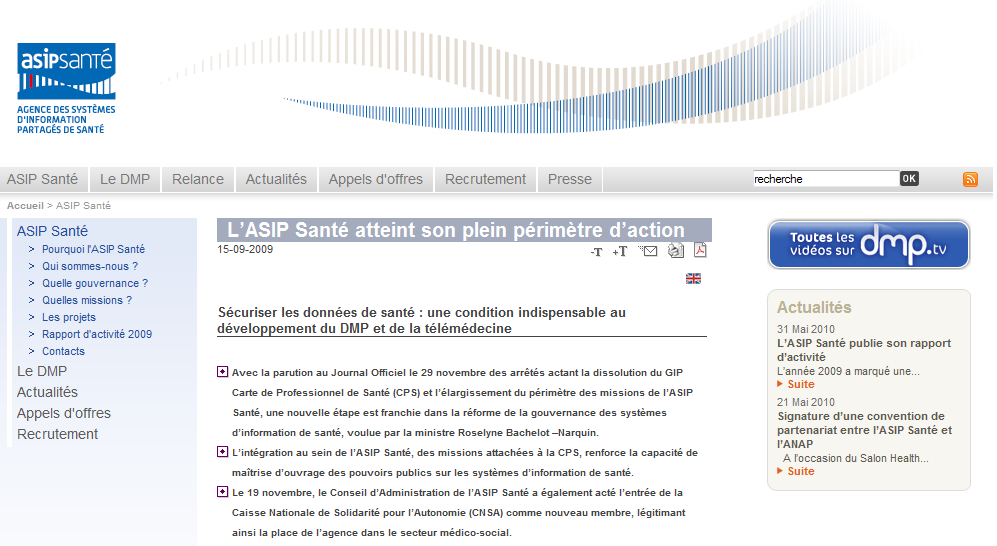 asipsanté
AGENCE DES SYSTÈMES
D'INFORMATION
PARTAGÉS DE SANTÉ
ASIP Santé
Le DMP
Relance
Actualités
Appels d'offres
Recrutement
Presse
recherche
OK
Accueil > ASIP Santé
ASIP Santé
> Pourquoi l'ASIP Santé
> Qui sommes-nous ?
> Quelle gouvernance ?
> Quelles missions ?
> Les projets
> Rapport d'activité 2009
> Contacts
Le DMP
Actualités
Appels d'offres
Recrutement
L'ASIP Santé atteint son plein périmètre d'action
15-09-2009
-T +T
Sécuriser les données de santé : une condition indispensable au
développement du DMP et de la télémédecine
Avec la parution au Journal Officiel le 29 novembre des arrêtés actant la dissolution du GIP
Carte de Professionnel de Santé (CPS) et l'élargissement du périmètre des missions de l'ASIP
Santé, une nouvelle étape est franchie dans la réforme de la gouvernance des systèmes
d'information de santé, voulue par la ministre Roselyne Bachelot –Narquin.
L'intégration au sein de l'ASIP Santé, des missions attachées à la CPS, renforce la capacité de
maîtrise d'ouvrage des pouvoirs publics sur les systèmes d'information de santé.
Le 19 novembre, le Conseil d'Administration de l'ASIP Santé a également acté l'entrée de la
Caisse Nationale de Solidarité pour l'Autonomie (CNSA) comme nouveau membre, légitimant
ainsi la place de l'agence dans le secteur médico-social.
Toutes les
vidéos sur dmp.tv
Actualités
31 Mai 2010
L'ASIP Santé publie son rapport
d'activité
L'année 2009 a marqué une...
Suite
21 Mai 2010
Signature d'une convention de
partenariat entre l'ASIP Santé et
l'ANAP
A l'occasion du Salon Health...
Suite